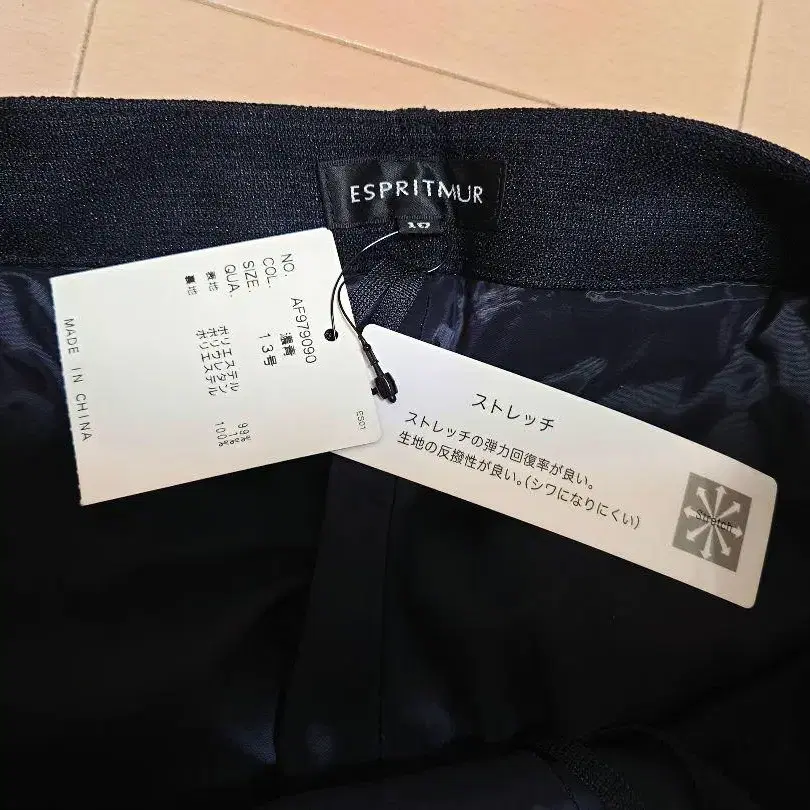 ESPRITMUR
NO. AF979090
COL. 濃青
SIZE. 13号
QUA.
表地 ポリエステル 99%
ポリウレタン 1%
裏地 ポリエステル 100%
ES07
MADE IN CHINA
ストレッチ
ストレッチの弾力回復率が良い。
生地の反撥性が良い。(シワになりにくい)
Stretch